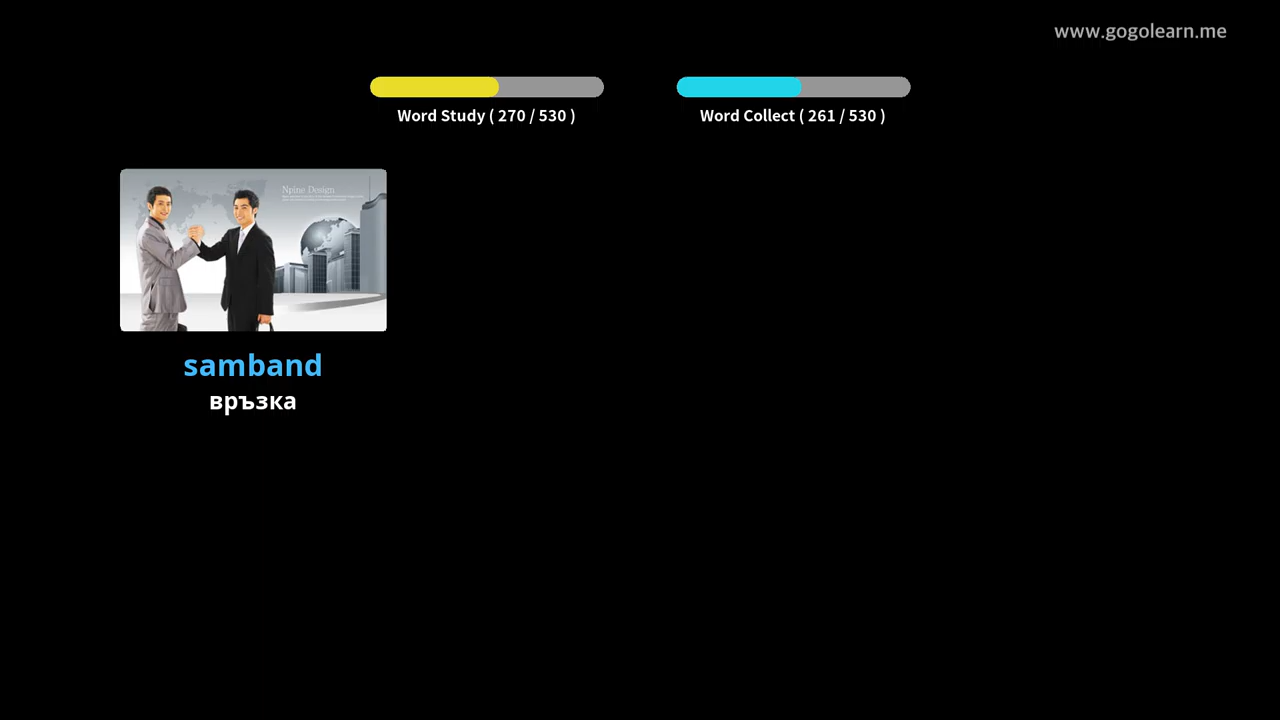 www.gogolearn.me
Word Study ( 270 / 530 )
Word Collect ( 261 / 530 )
Npine Design
samband
връзка